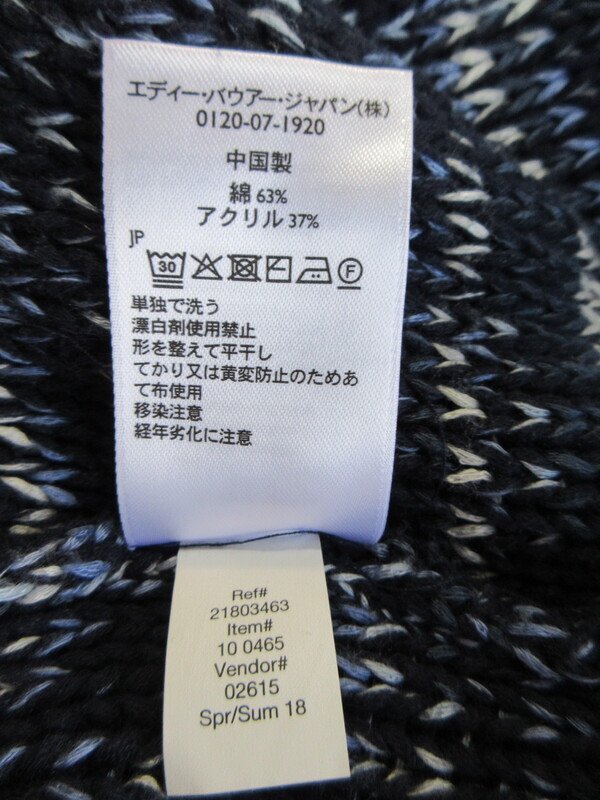 エディー・バウアー・ジャパン(株)
0120-07-1920
中国製
綿 63%
アクリル 37%
JP
30 F
単独で洗う
漂白剤使用禁止
形を整えて平干し
てかり又は黄変防止のためあ
て布使用
移染注意
経年劣化に注意
Ref#
21803463
Item#
10 0465
Vendor#
02615
Spr/Sum 18